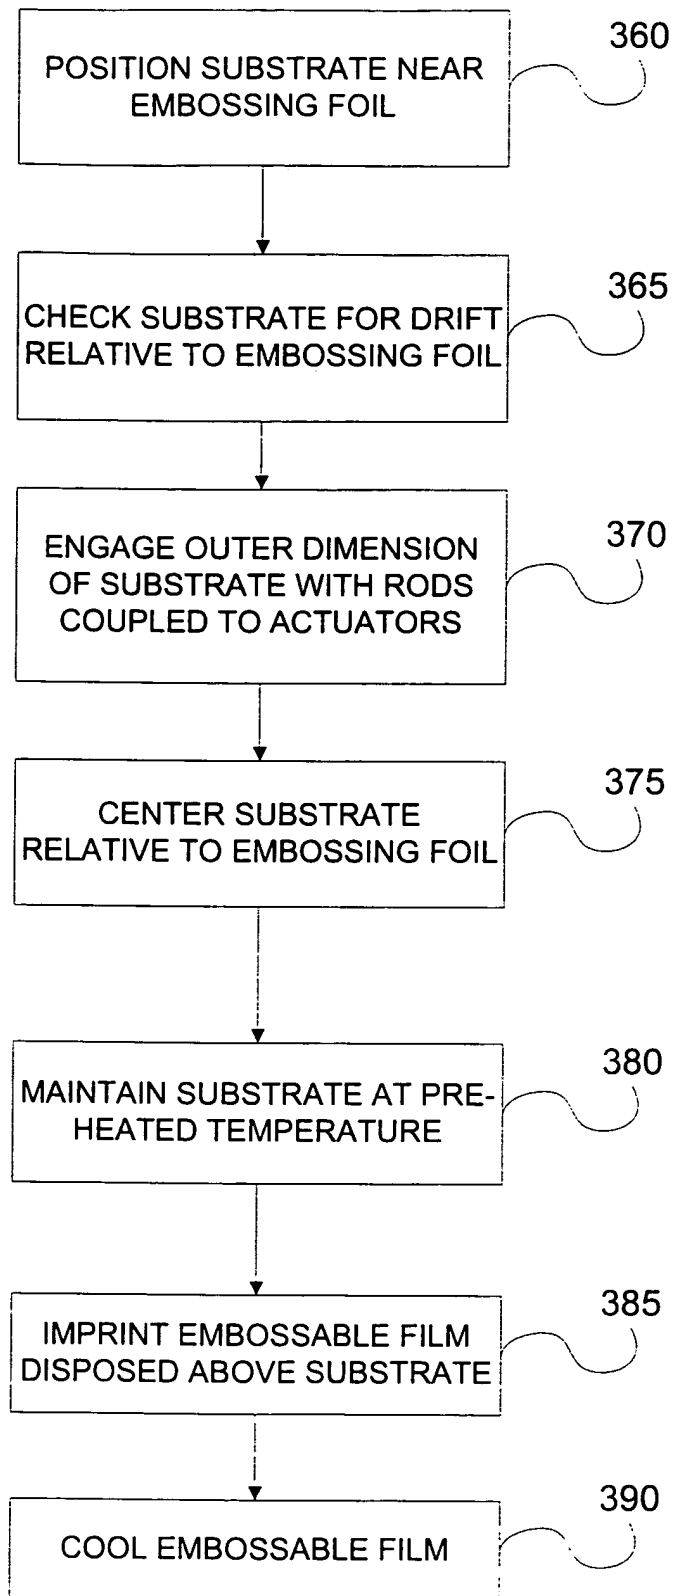 360
POSITION SUBSTRATE NEAR
EMBOSSING FOIL
365
CHECK SUBSTRATE FOR DRIFT
RELATIVE TO EMBOSSING FOIL
370
ENGAGE OUTER DIMENSION
OF SUBSTRATE WITH RODS
COUPLED TO ACTUATORS
375
CENTER SUBSTRATE
RELATIVE TO EMBOSSING FOIL
380
MAINTAIN SUBSTRATE AT PRE-
HEATED TEMPERATURE
385
IMPRINT EMBOSSABLE FILM
DISPOSED ABOVE SUBSTRATE
390
COOL EMBOSSABLE FILM